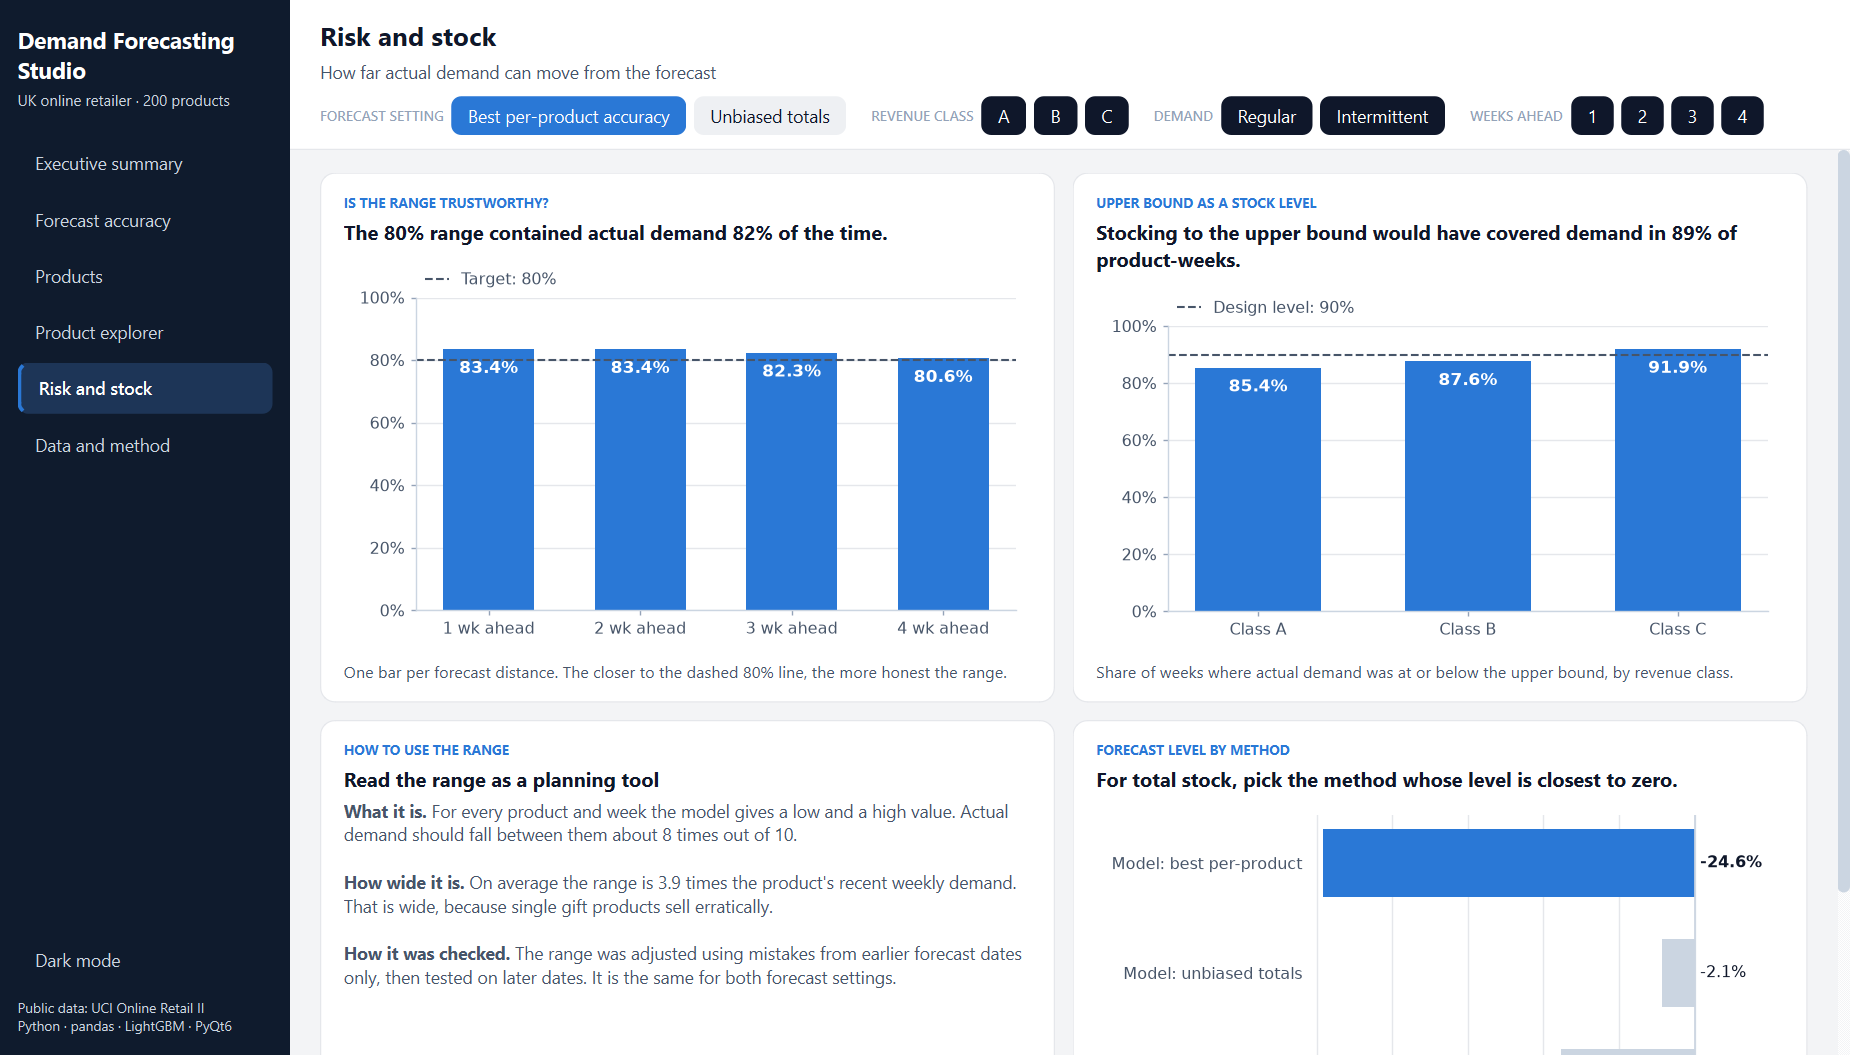 Demand Forecasting
Studio
UK online retailer · 200 products
Executive summary
Forecast accuracy
Products
Product explorer
Risk and stock
Data and method
Dark mode
Public data: UCI Online Retail II
Python · pandas · LightGBM · PyQt6
Risk and stock
How far actual demand can move from the forecast
FORECAST SETTING Best per-product accuracy Unbiased totals REVENUE CLASS A B C DEMAND Regular Intermittent WEEKS AHEAD 1 2 3 4
IS THE RANGE TRUSTWORTHY?
The 80% range contained actual demand 82% of the time.
Target: 80%
100%
80%
60%
40%
20%
0%
83.4% 83.4% 82.3% 80.6%
1 wk ahead 2 wk ahead 3 wk ahead 4 wk ahead
One bar per forecast distance. The closer to the dashed 80% line, the more honest the range.
UPPER BOUND AS A STOCK LEVEL
Stocking to the upper bound would have covered demand in 89% of
product-weeks.
Design level: 90%
100%
80%
60%
40%
20%
0%
85.4% 87.6% 91.9%
Class A Class B Class C
Share of weeks where actual demand was at or below the upper bound, by revenue class.
HOW TO USE THE RANGE
Read the range as a planning tool
What it is. For every product and week the model gives a low and a high value. Actual
demand should fall between them about 8 times out of 10.
How wide it is. On average the range is 3.9 times the product's recent weekly demand.
That is wide, because single gift products sell erratically.
How it was checked. The range was adjusted using mistakes from earlier forecast dates
only, then tested on later dates. It is the same for both forecast settings.
FORECAST LEVEL BY METHOD
For total stock, pick the method whose level is closest to zero.
Model: best per-product -24.6%
Model: unbiased totals -2.1%